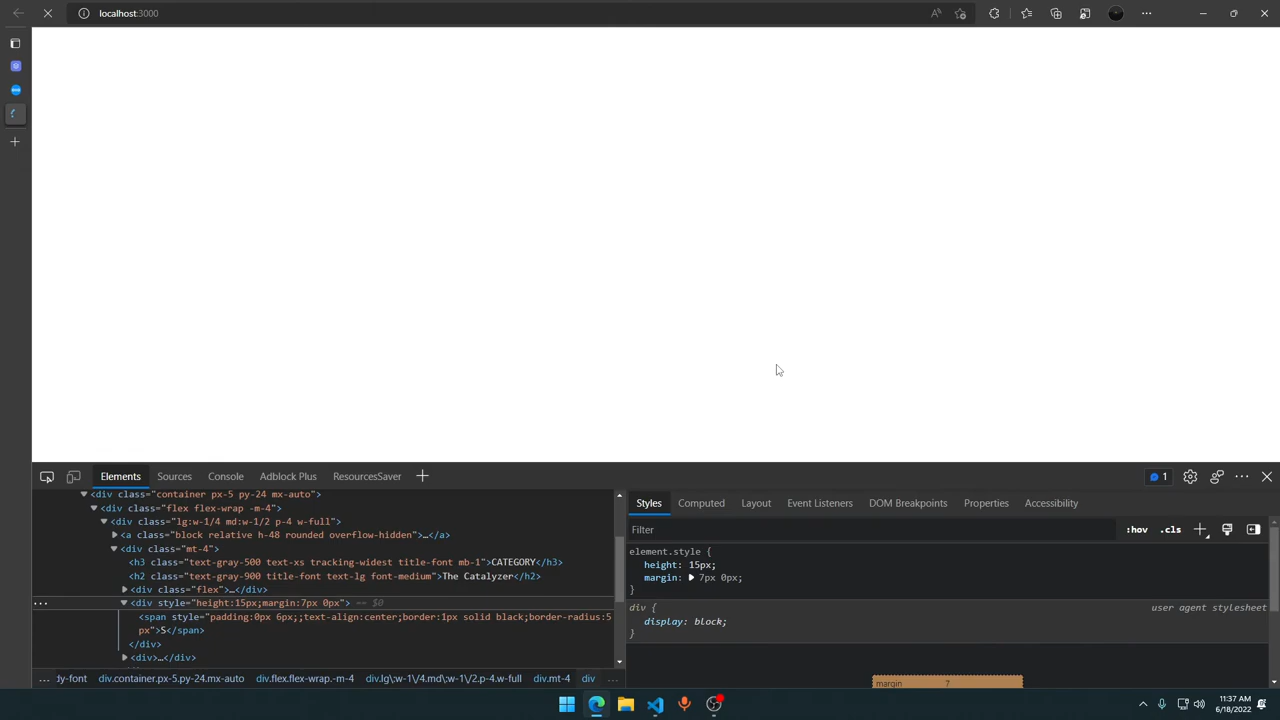 localhost:3000
Elements
Sources
Console
Adblock Plus
ResourcesSaver
1
<div class="container px-5 py-24 mx-auto">
<div class="flex flex-wrap -m-4">
<div class="lg:w-1/4 md:w-1/2 p-4 w-full">
<a class="block relative h-48 rounded overflow-hidden">…</a>
<div class="mt-4">
<h3 class="text-gray-500 text-xs tracking-widest title-font mb-1">CATEGORY</h3>
<h2 class="text-gray-900 title-font text-lg font-medium">The Catalyzer</h2>
<div class="flex">…</div>
<div style="height:15px;margin:7px 0px"> == $0
<span style="padding:0px 6px;;text-align:center;border:1px solid black;border-radius:5
px">S</span>
</div>
<div>…</div>
... dy-font div.container.px-5.py-24.mx-auto div.flex.flex-wrap.-m-4 div.lg\:w-1\/4.md\:w-1\/2.p-4.w-full div.mt-4 div ...
Styles
Computed
Layout
Event Listeners
DOM Breakpoints
Properties
Accessibility
Filter
:hov .cls
element.style {
height: 15px;
margin: 7px 0px;
}
div { user agent stylesheet
display: block;
}
margin 7
11:37 AM
6/18/2022